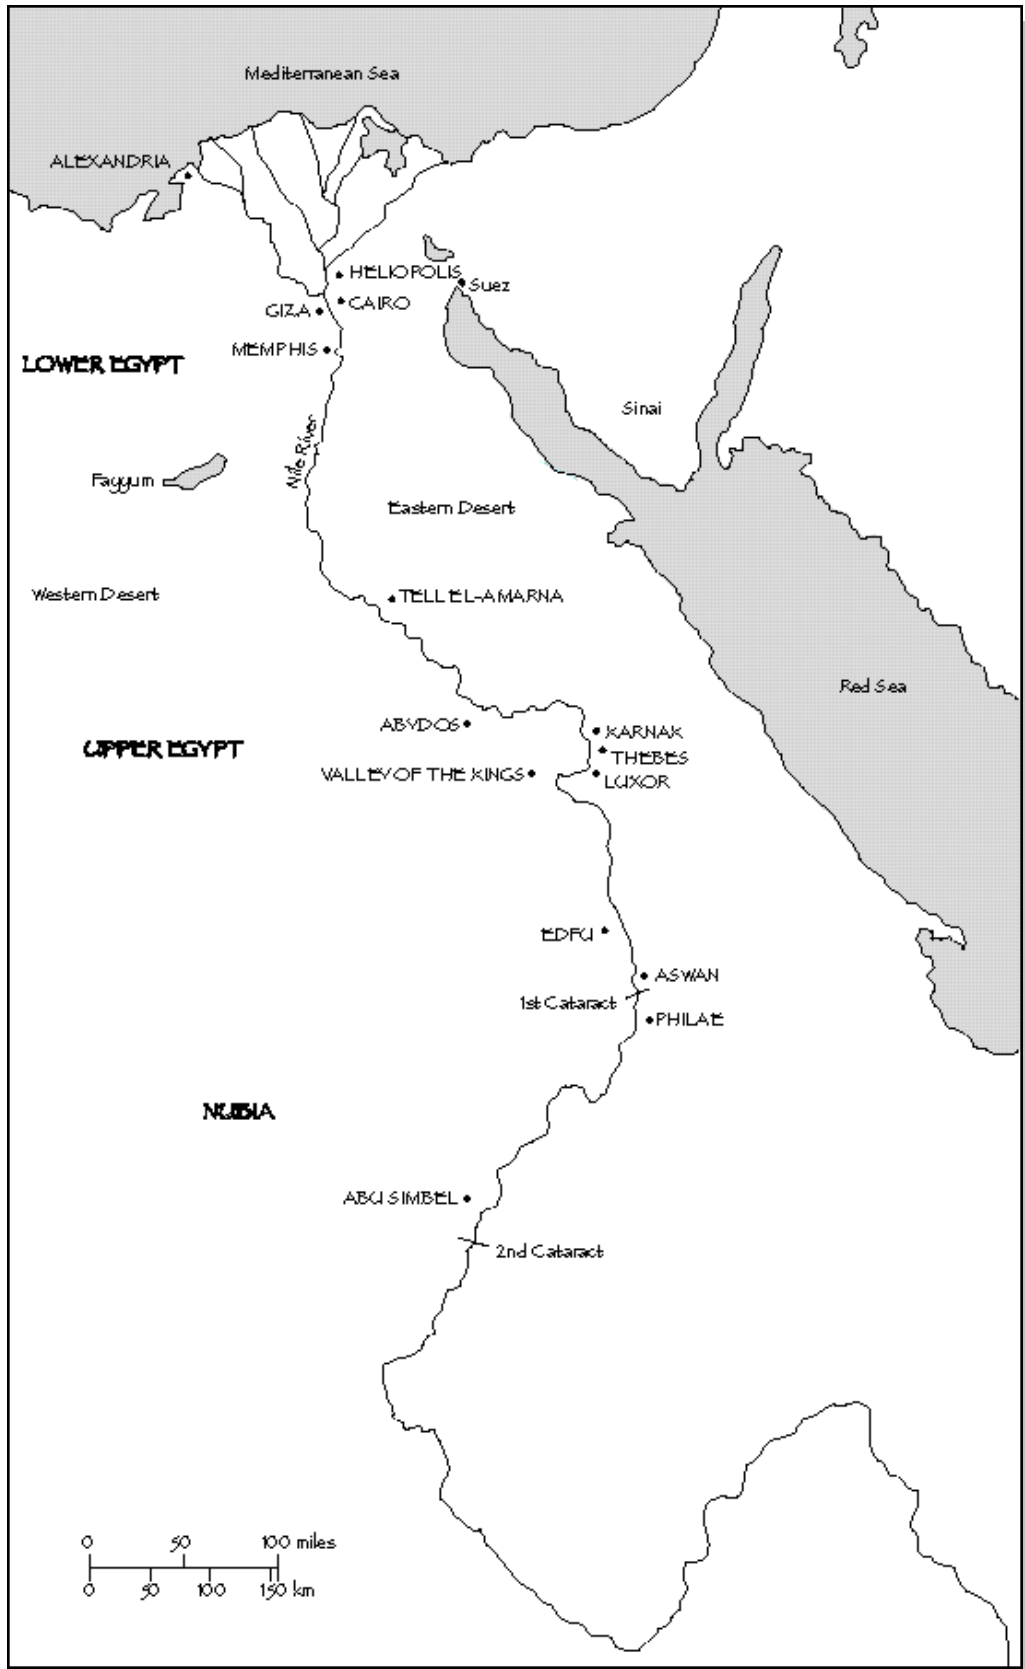 Mediterranean Sea
ALEXANDRIA
HELIOPOLIS
Suez
CAIRO
GIZA
MEMPHIS
LOWER EGYPT
Sinai
Nile River
Fayyum
Eastern Desert
Western Desert
TELL EL-AMARNA
Red Sea
ABYDOS
KARNAK
UPPER EGYPT
THEBES
VALLEY OF THE KINGS
LUXOR
EDFU
ASWAN
1st Cataract
PHILAE
NUBIA
ABU SIMBEL
2nd Cataract
0 50 100 miles
0 50 100 150 km